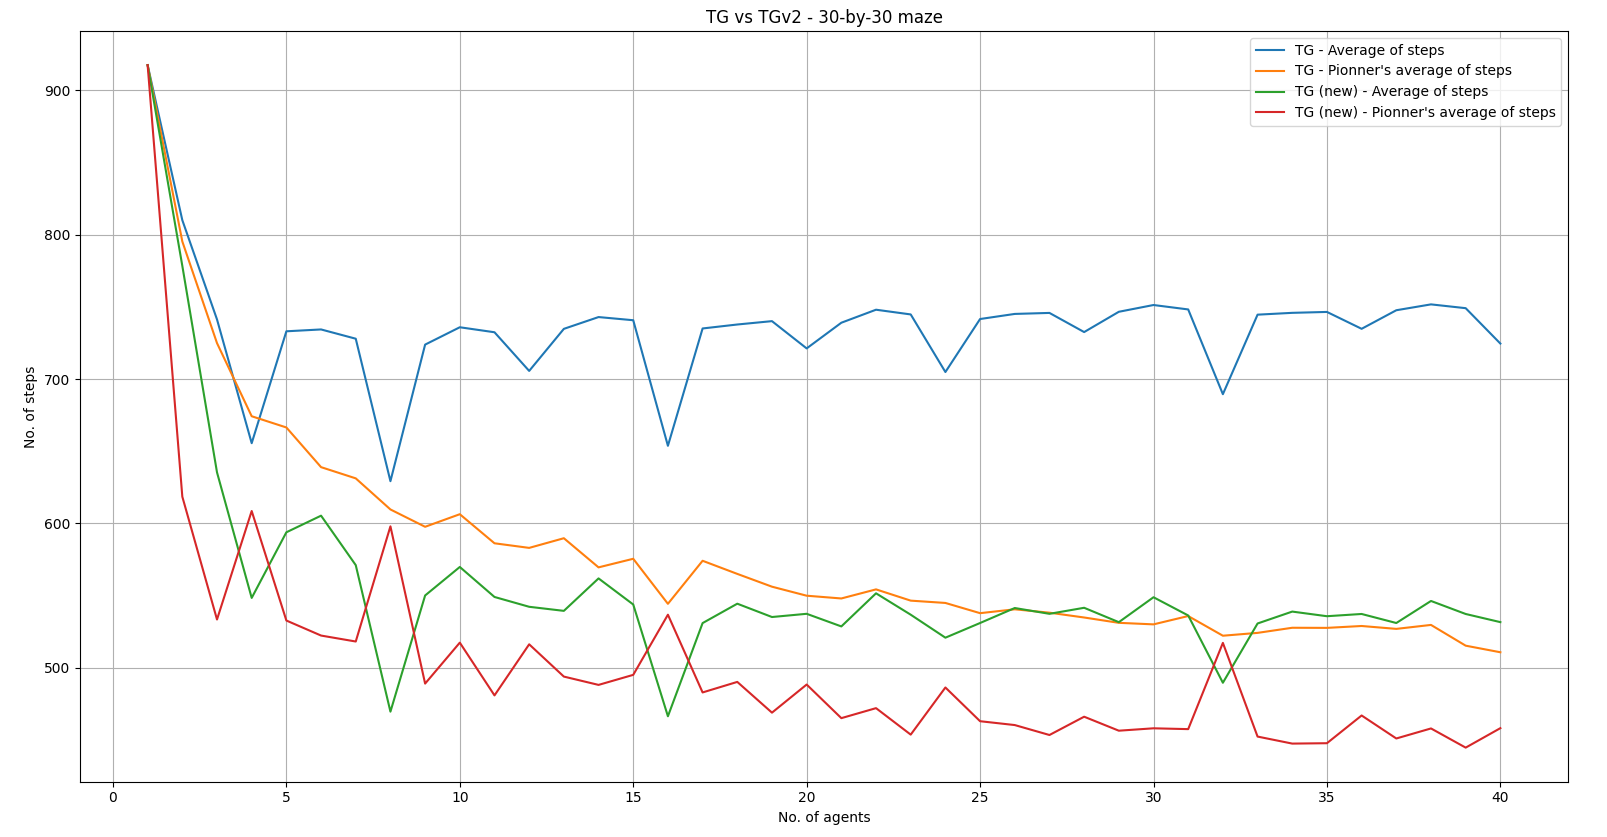 TG vs TGv2 - 30-by-30 maze
TG - Average of steps
TG - Pionner's average of steps
TG (new) - Average of steps
TG (new) - Pionner's average of steps
No. of steps
900
800
700
600
500
0 5 10 15 20 25 30 35 40
No. of agents